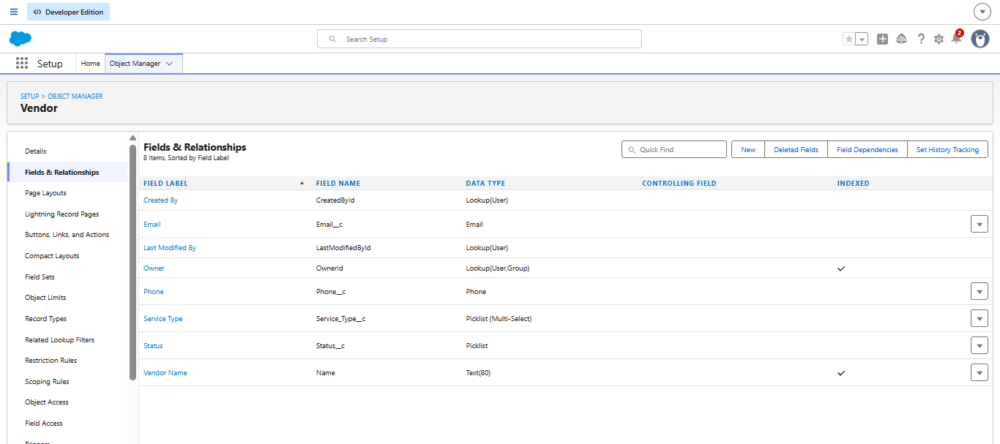 Developer Edition
Search Setup
2
Setup
Home
Object Manager
SETUP > OBJECT MANAGER
Vendor
Details
Fields & Relationships
Page Layouts
Lightning Record Pages
Buttons, Links, and Actions
Compact Layouts
Field Sets
Object Limits
Record Types
Related Lookup Filters
Restriction Rules
Scoping Rules
Object Access
Field Access
Triggers
Fields & Relationships
8 Items, Sorted by Field Label
Quick Find
New
Deleted Fields
Field Dependencies
Set History Tracking
FIELD LABEL FIELD NAME DATA TYPE CONTROLLING FIELD INDEXED
Created By CreatedById Lookup(User)
Email Email__c Email
Last Modified By LastModifiedById Lookup(User)
Owner OwnerId Lookup(User,Group)
Phone Phone__c Phone
Service Type Service_Type__c Picklist (Multi-Select)
Status Status__c Picklist
Vendor Name Name Text(80)